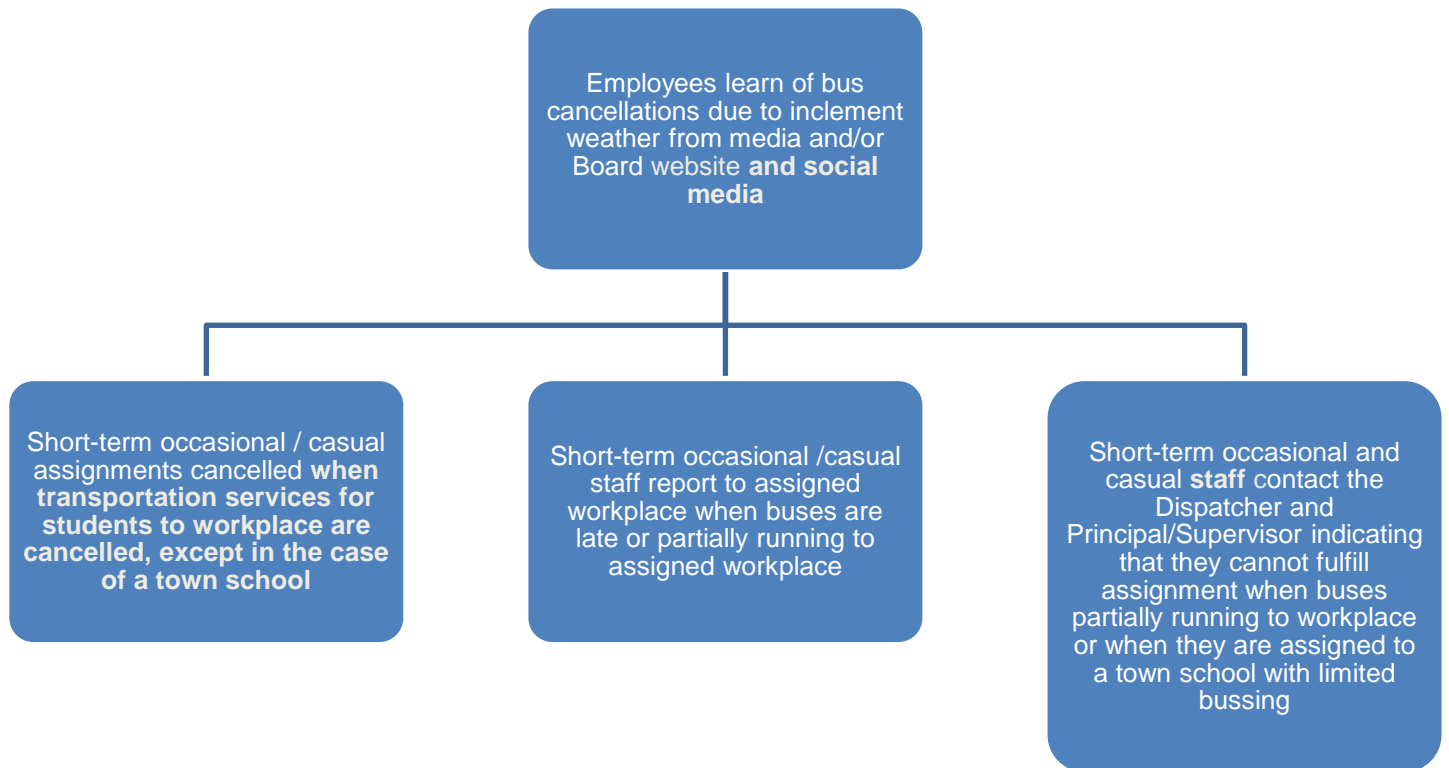 Employees learn of bus
cancellations due to inclement
weather from media and/or
Board website and social
media
Short-term occasional / casual
assignments cancelled when
transportation services for
students to workplace are
cancelled, except in the case
of a town school
Short-term occasional /casual
staff report to assigned
workplace when buses are
late or partially running to
assigned workplace
Short-term occasional and
casual staff contact the
Dispatcher and
Principal/Supervisor indicating
that they cannot fulfill
assignment when buses
partially running to workplace
or when they are assigned to
a town school with limited
bussing